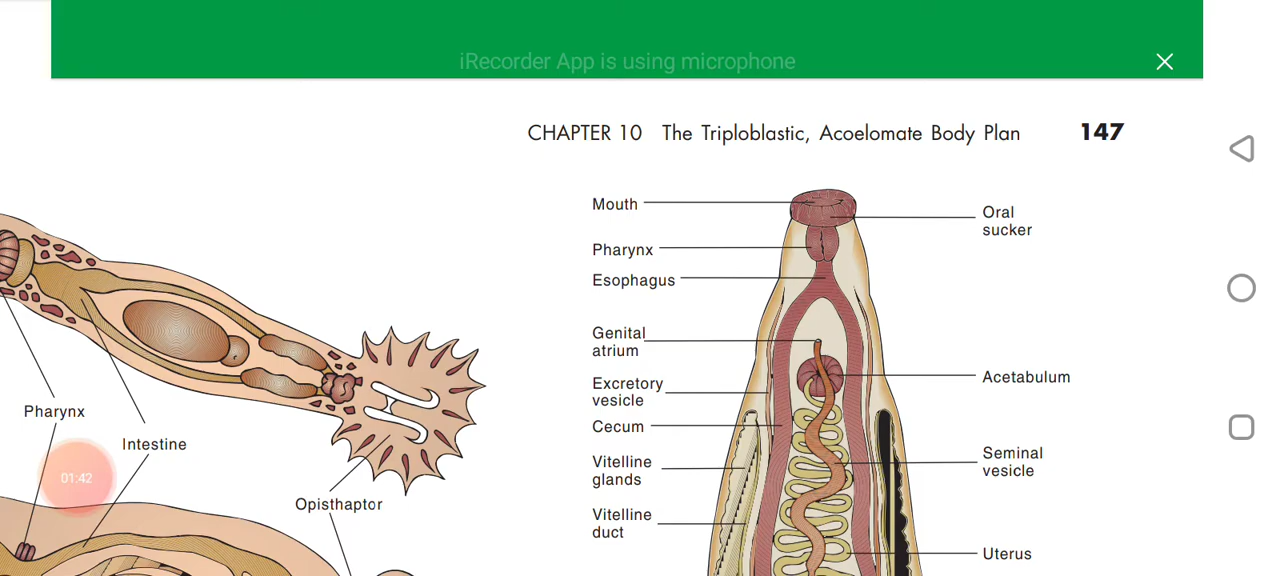 iRecorder App is using microphone
CHAPTER 10 The Triploblastic, Acoelomate Body Plan 147
Mouth
Oral
sucker
Pharynx
Esophagus
Genital
atrium
Acetabulum
Excretory
vesicle
Cecum
Seminal
vesicle
Vitelline
glands
Vitelline
duct
Uterus
Pharynx
Intestine
01:42
Opisthaptor